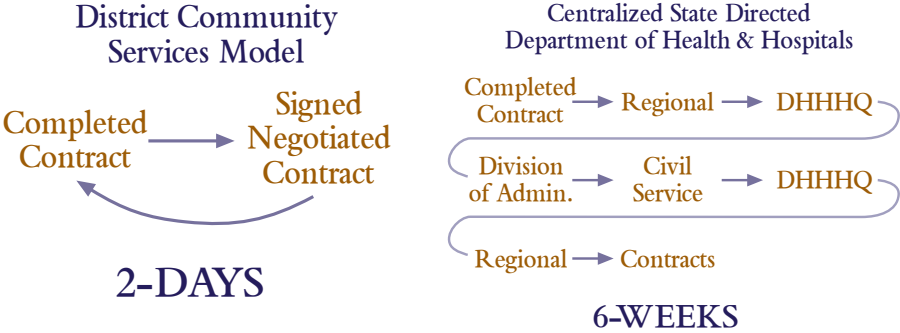 District Community
Services Model
Completed
Contract
Signed
Negotiated
Contract
2-DAYS
Centralized State Directed
Department of Health & Hospitals
Completed
Contract
Regional
DHHHQ
Division
of Admin.
Civil
Service
DHHHQ
Regional
Contracts
6-WEEKS